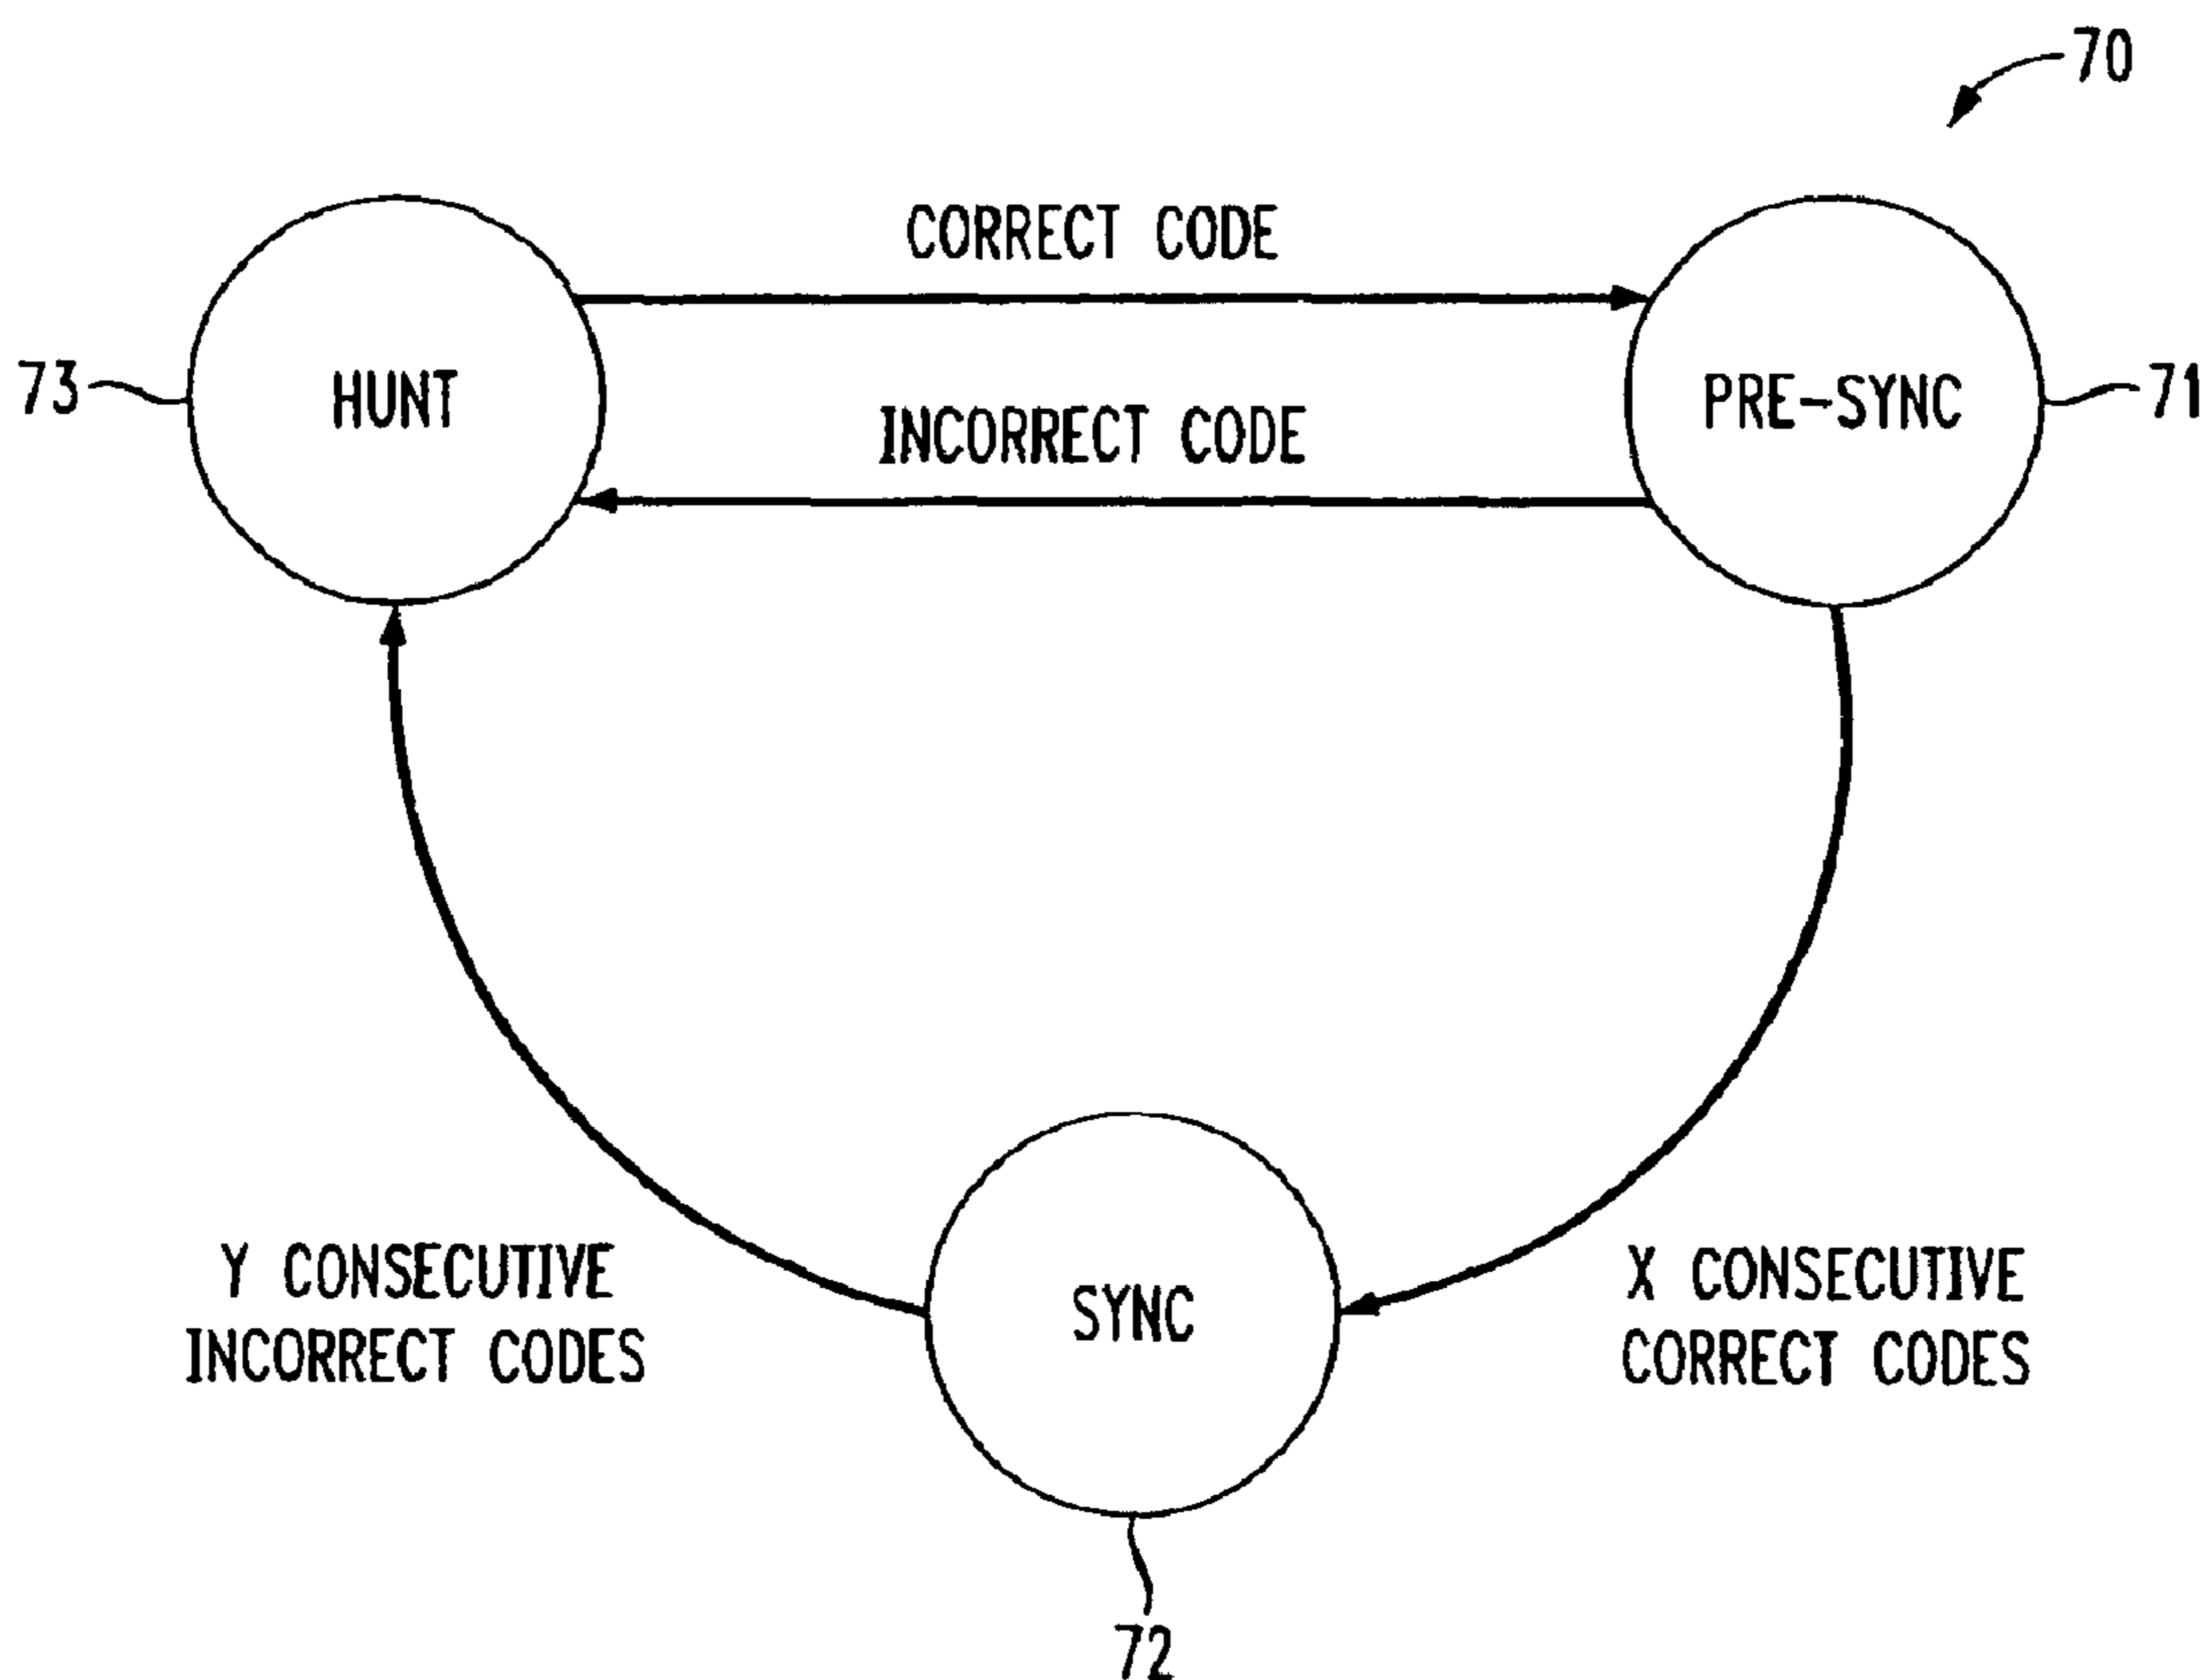 70
CORRECT CODE
73
HUNT
PRE-SYNC
71
INCORRECT CODE
Y CONSECUTIVE
INCORRECT CODES
SYNC
X CONSECUTIVE
CORRECT CODES
72